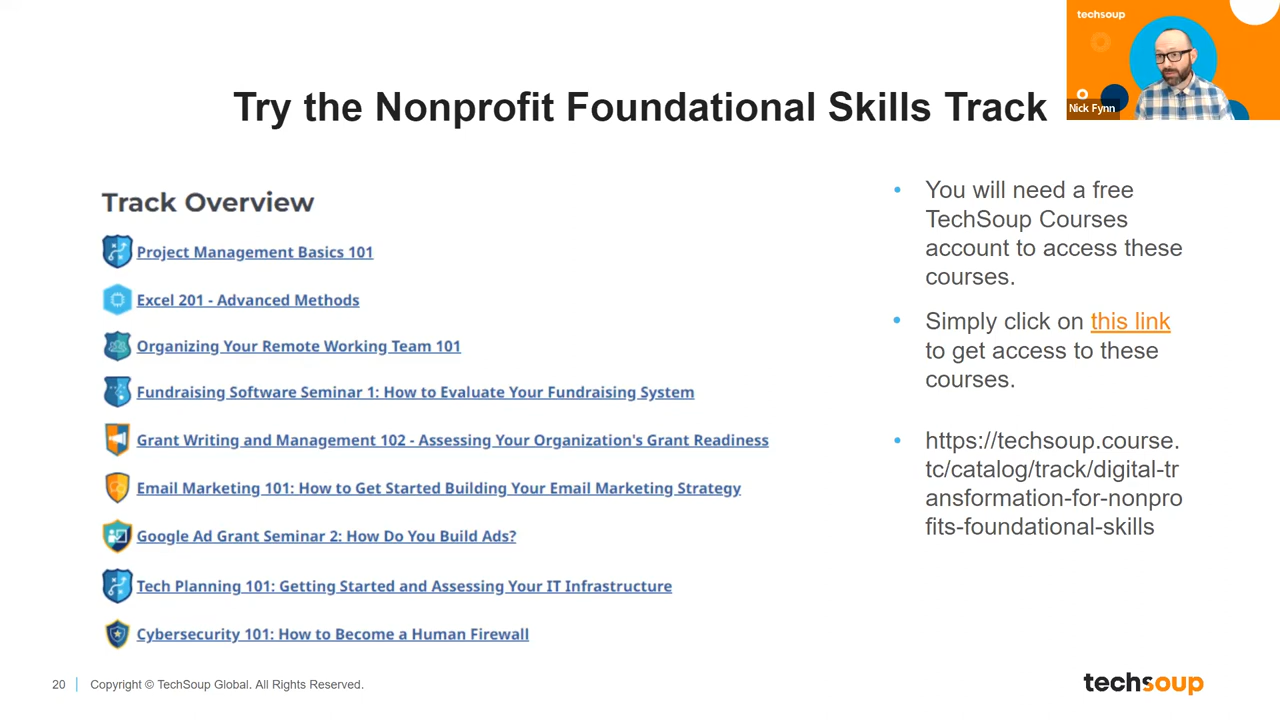 techsoup
Nick Fynn
Try the Nonprofit Foundational Skills Track
Track Overview
Project Management Basics 101
Excel 201 - Advanced Methods
Organizing Your Remote Working Team 101
Fundraising Software Seminar 1: How to Evaluate Your Fundraising System
Grant Writing and Management 102 - Assessing Your Organization's Grant Readiness
Email Marketing 101: How to Get Started Building Your Email Marketing Strategy
Google Ad Grant Seminar 2: How Do You Build Ads?
Tech Planning 101: Getting Started and Assessing Your IT Infrastructure
Cybersecurity 101: How to Become a Human Firewall
• You will need a free
TechSoup Courses
account to access these
courses.
• Simply click on this link
to get access to these
courses.
• https://techsoup.course.
tc/catalog/track/digital-tr
ansformation-for-nonpro
fits-foundational-skills
20 | Copyright © TechSoup Global. All Rights Reserved.
techsoup